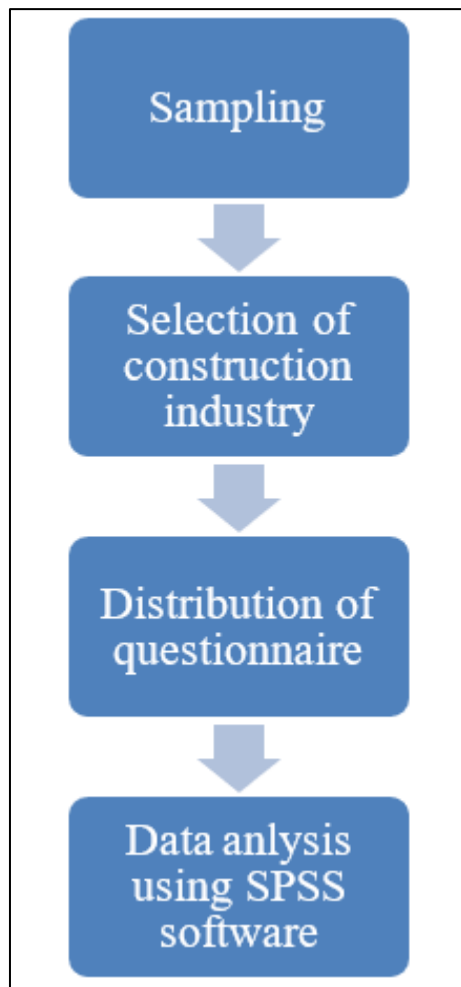 Sampling
Selection of
construction
industry
Distribution of
questionnaire
Data anlysis
using SPSS
software